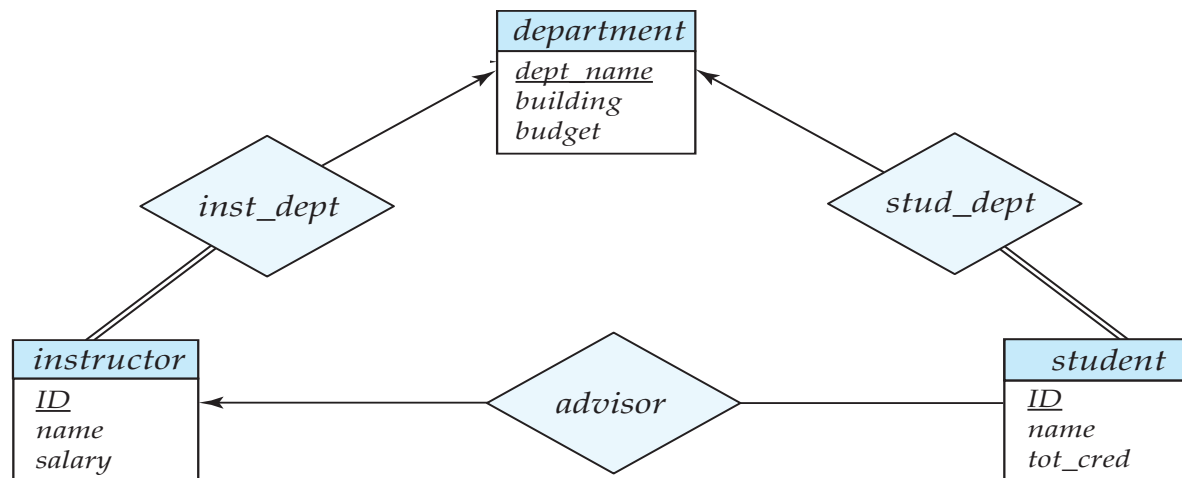 department
dept_name
building
budget
inst_dept
stud_dept
instructor
ID
name
salary
advisor
student
ID
name
tot_cred